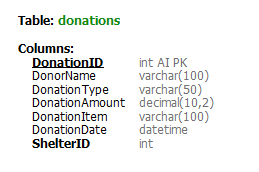 Table: donations
Columns:
DonationID int AI PK
DonorName varchar(100)
DonationType varchar(50)
DonationAmount decimal(10,2)
DonationItem varchar(100)
DonationDate datetime
ShelterID int